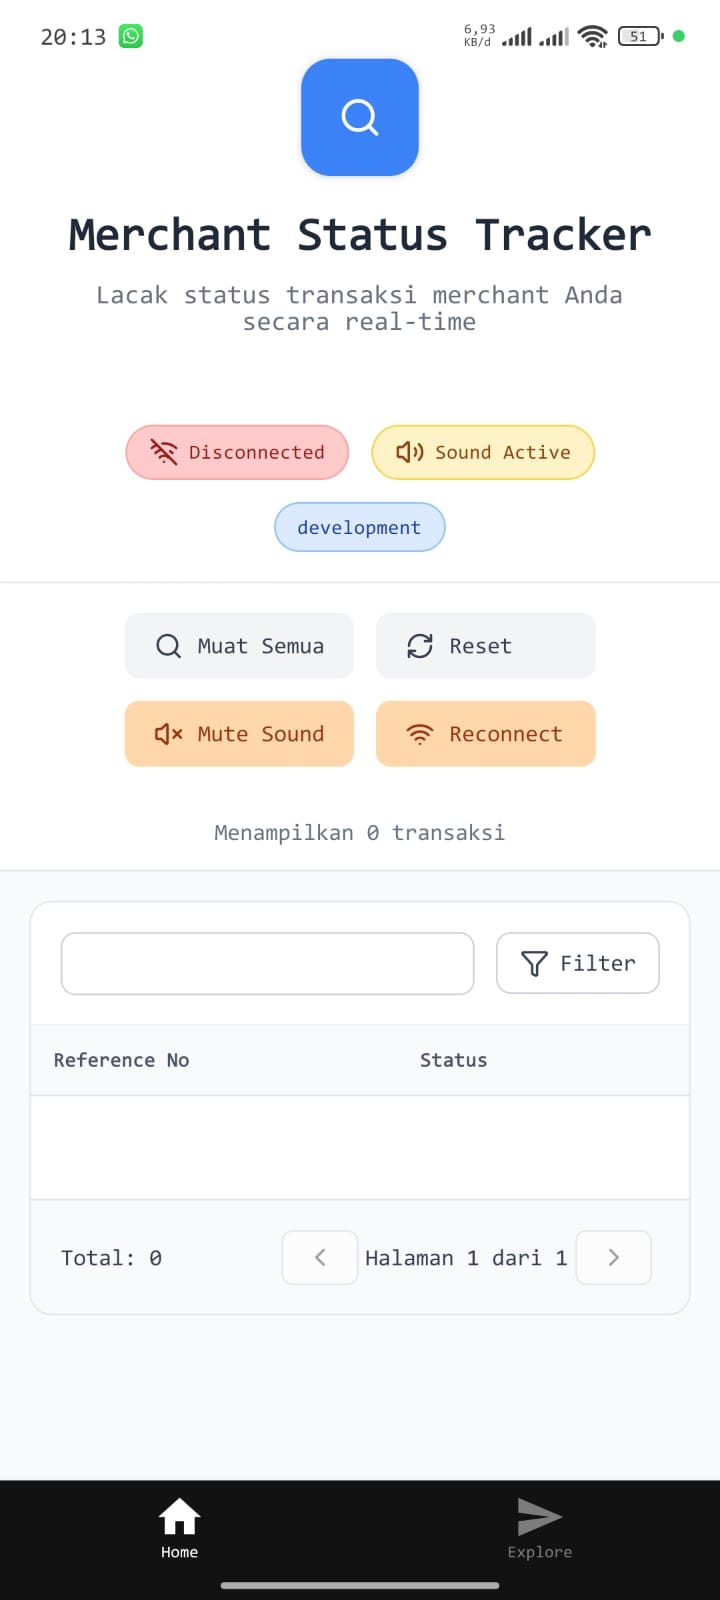 20:13
6,93
KB/d
51
Merchant Status Tracker
Lacak status transaksi merchant Anda
secara real-time
Disconnected
Sound Active
development
Muat Semua
Reset
Mute Sound
Reconnect
Menampilkan 0 transaksi
Filter
Reference No
Status
Total: 0
Halaman 1 dari 1
Home
Explore